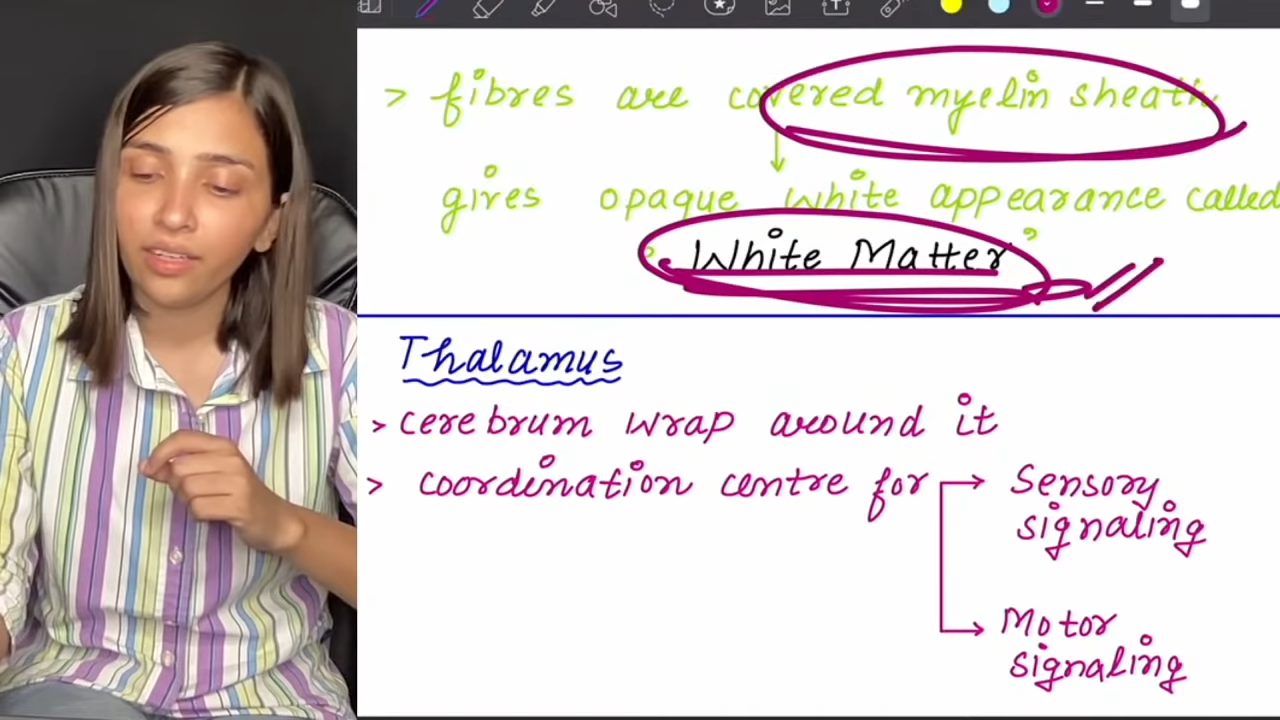 > fibres are covered myelin sheath
gives opaque white appearance called
' White Matter '
Thalamus
> cerebrum wrap around it
> coordination centre for → Sensory signaling
→ Motor signaling